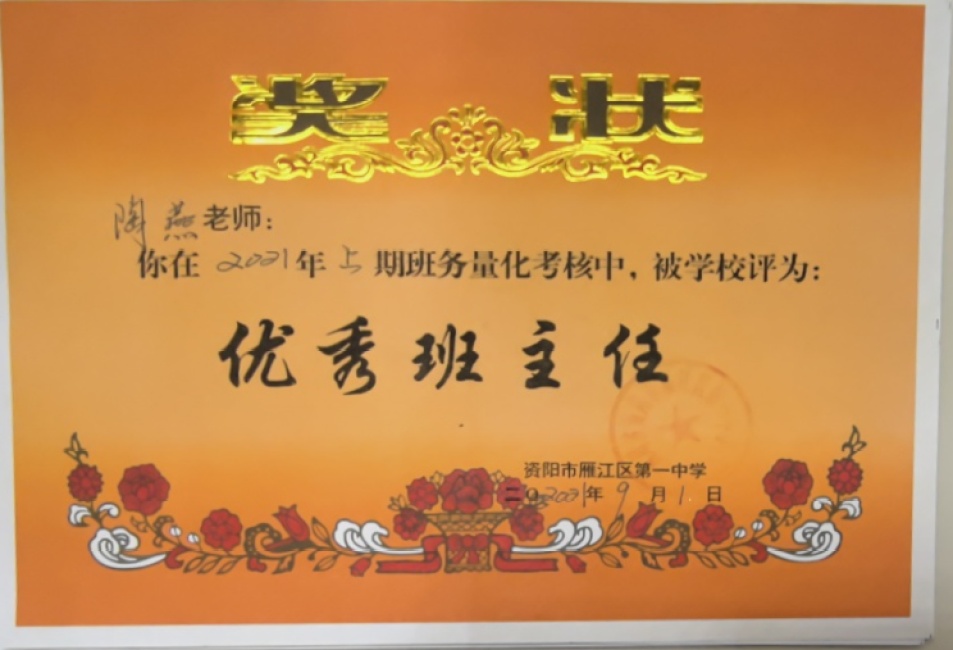 奖状
陶燕老师:
你在2021年上期班务量化考核中，被学校评为:
优秀班主任
资阳市雁江区第一中学
二〇2021年9月1日